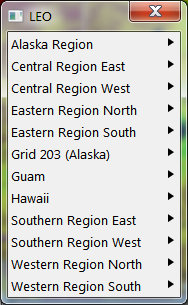 LEO
Alaska Region
Central Region East
Central Region West
Eastern Region North
Eastern Region South
Grid 203 (Alaska)
Guam
Hawaii
Southern Region East
Southern Region West
Western Region North
Western Region South